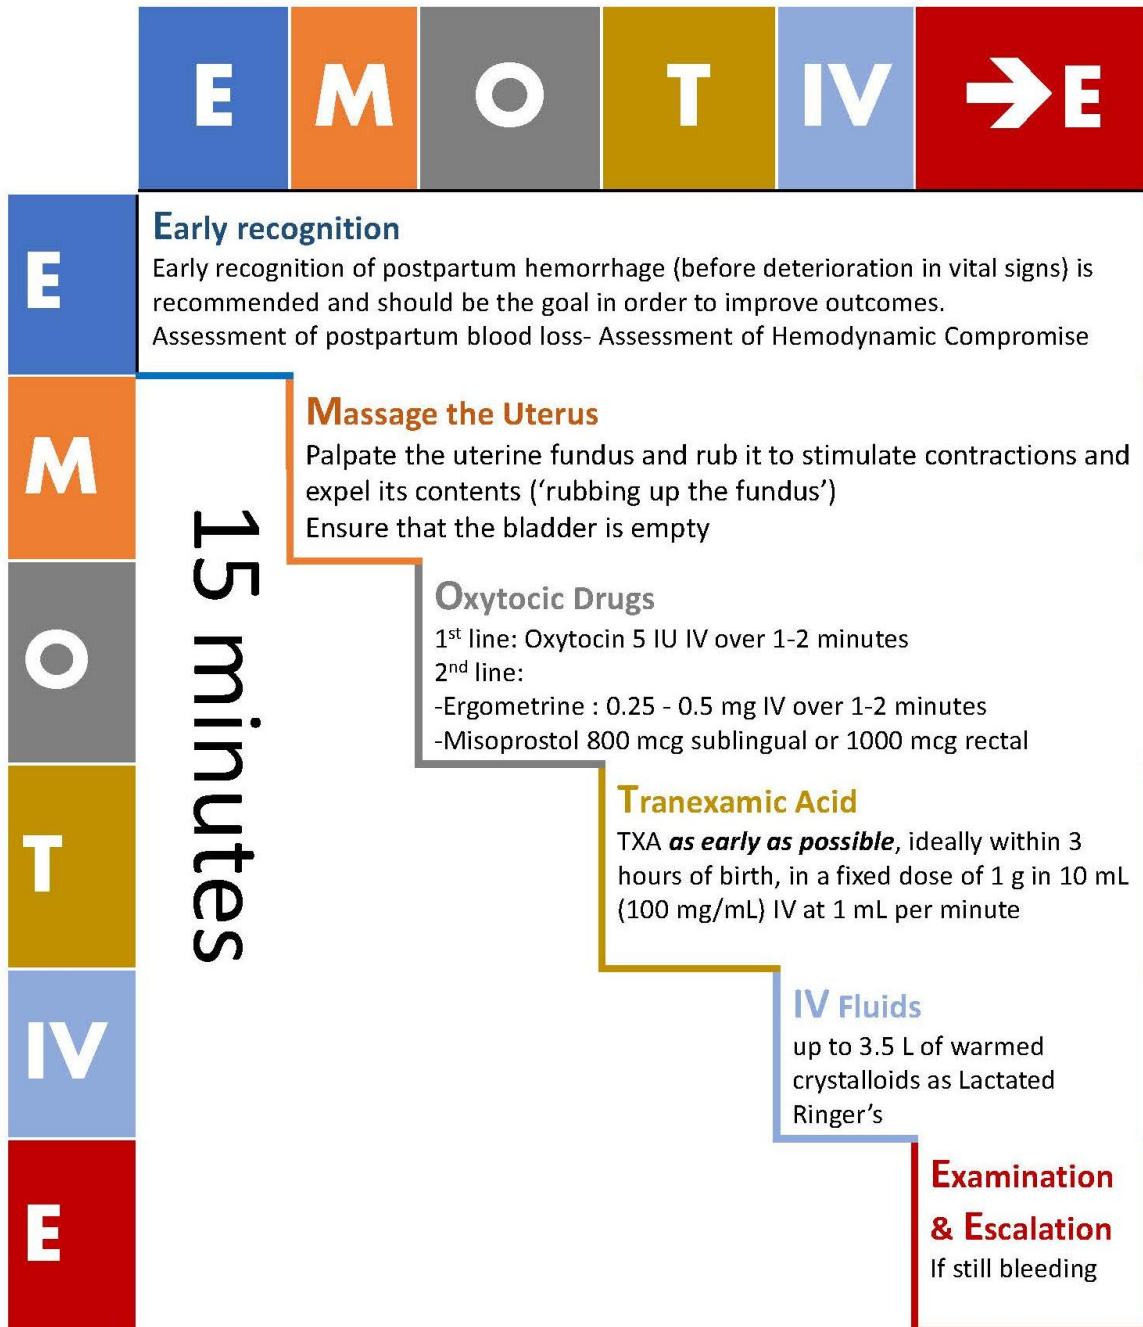 E M O T IV →E
E
Early recognition
Early recognition of postpartum hemorrhage (before deterioration in vital signs) is
recommended and should be the goal in order to improve outcomes.
Assessment of postpartum blood loss- Assessment of Hemodynamic Compromise
M
Massage the Uterus
Palpate the uterine fundus and rub it to stimulate contractions and
expel its contents (‘rubbing up the fundus’)
Ensure that the bladder is empty
15 minutes
O
Oxytocic Drugs
1st line: Oxytocin 5 IU IV over 1-2 minutes
2nd line:
-Ergometrine : 0.25 - 0.5 mg IV over 1-2 minutes
-Misoprostol 800 mcg sublingual or 1000 mcg rectal
T
Tranexamic Acid
TXA as early as possible, ideally within 3
hours of birth, in a fixed dose of 1 g in 10 mL
(100 mg/mL) IV at 1 mL per minute
IV
IV Fluids
up to 3.5 L of warmed
crystalloids as Lactated
Ringer’s
E
Examination
& Escalation
If still bleeding